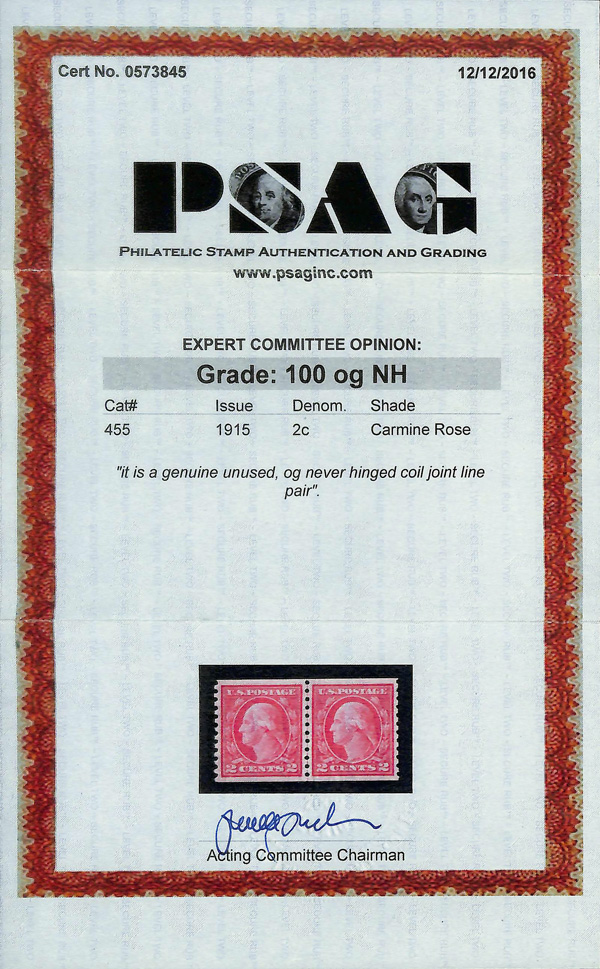 Cert No. 0573845 12/12/2016
PSAG
PHILATELIC STAMP AUTHENTICATION AND GRADING
www.psaginc.com
EXPERT COMMITTEE OPINION:
Grade: 100 og NH
Cat# Issue Denom. Shade
455 1915 2c Carmine Rose
"it is a genuine unused, og never hinged coil joint line
pair".
U.S.POSTAGE U.S.POSTAGE
2 CENTS 2 2 CENTS 2
Acting Committee Chairman